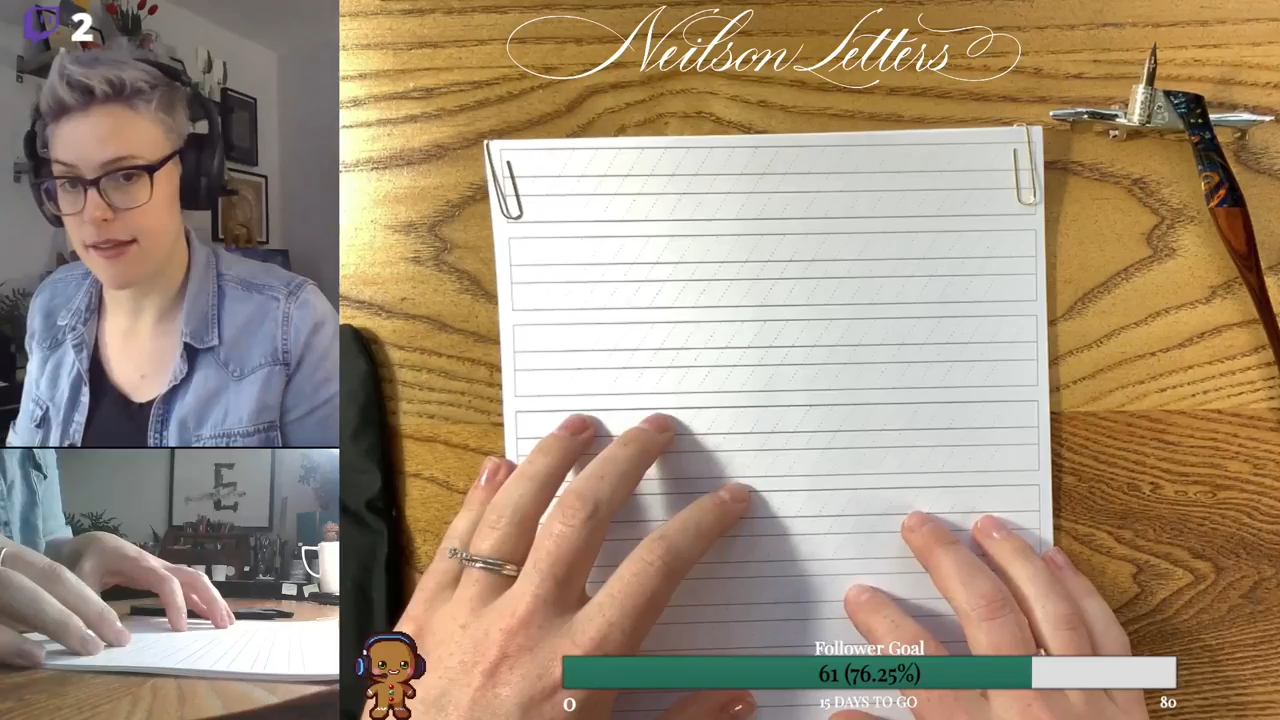 2
Neilson Letters
Follower Goal
61 (76.25%)
0 15 DAYS TO GO 80